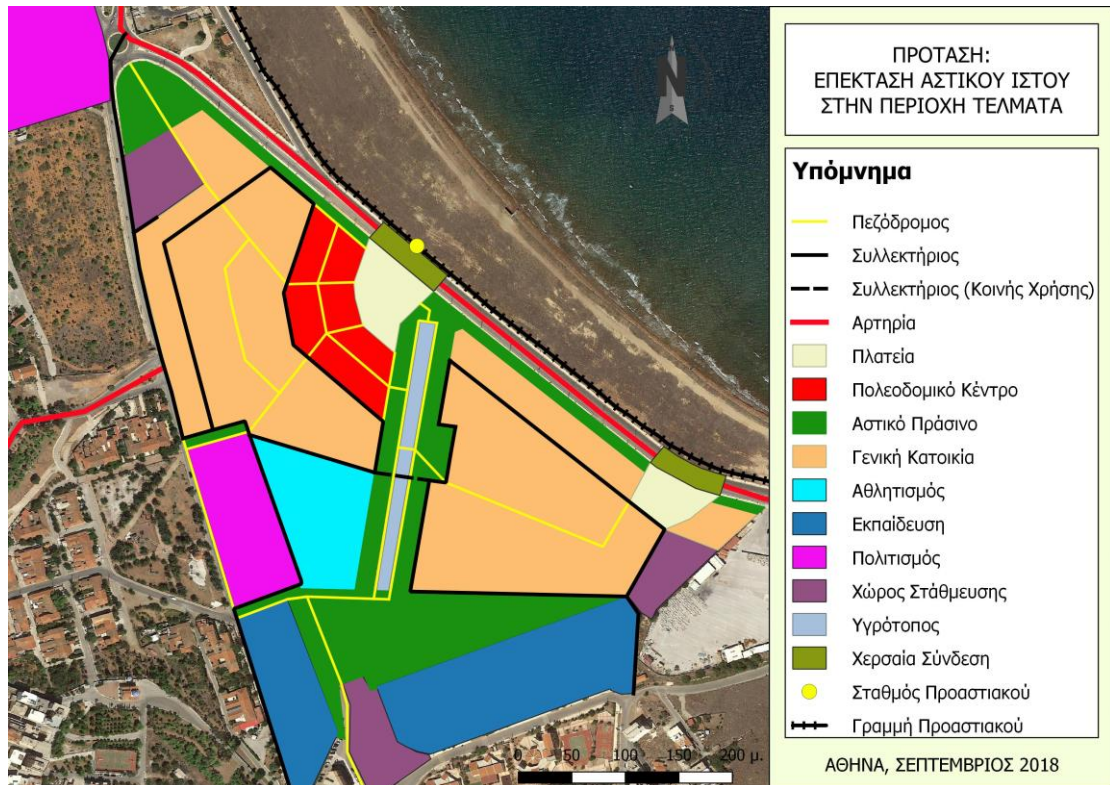 ΠΡΟΤΑΣΗ:
ΕΠΕΚΤΑΣΗ ΑΣΤΙΚΟΥ ΙΣΤΟΥ
ΣΤΗΝ ΠΕΡΙΟΧΗ ΤΕΛΜΑΤΑ
Υπόμνημα
Πεζόδρομος
Συλλεκτήριος
Συλλεκτήριος (Κοινής Χρήσης)
Αρτηρία
Πλατεία
Πολεοδομικό Κέντρο
Αστικό Πράσινο
Γενική Κατοικία
Αθλητισμός
Εκπαίδευση
Πολιτισμός
Χώρος Στάθμευσης
Υγρότοπος
Χερσαία Σύνδεση
Σταθμός Προαστιακού
Γραμμή Προαστιακού
ΑΘΗΝΑ, ΣΕΠΤΕΜΒΡΙΟΣ 2018
N
S
0 50 100 150 200 μ.